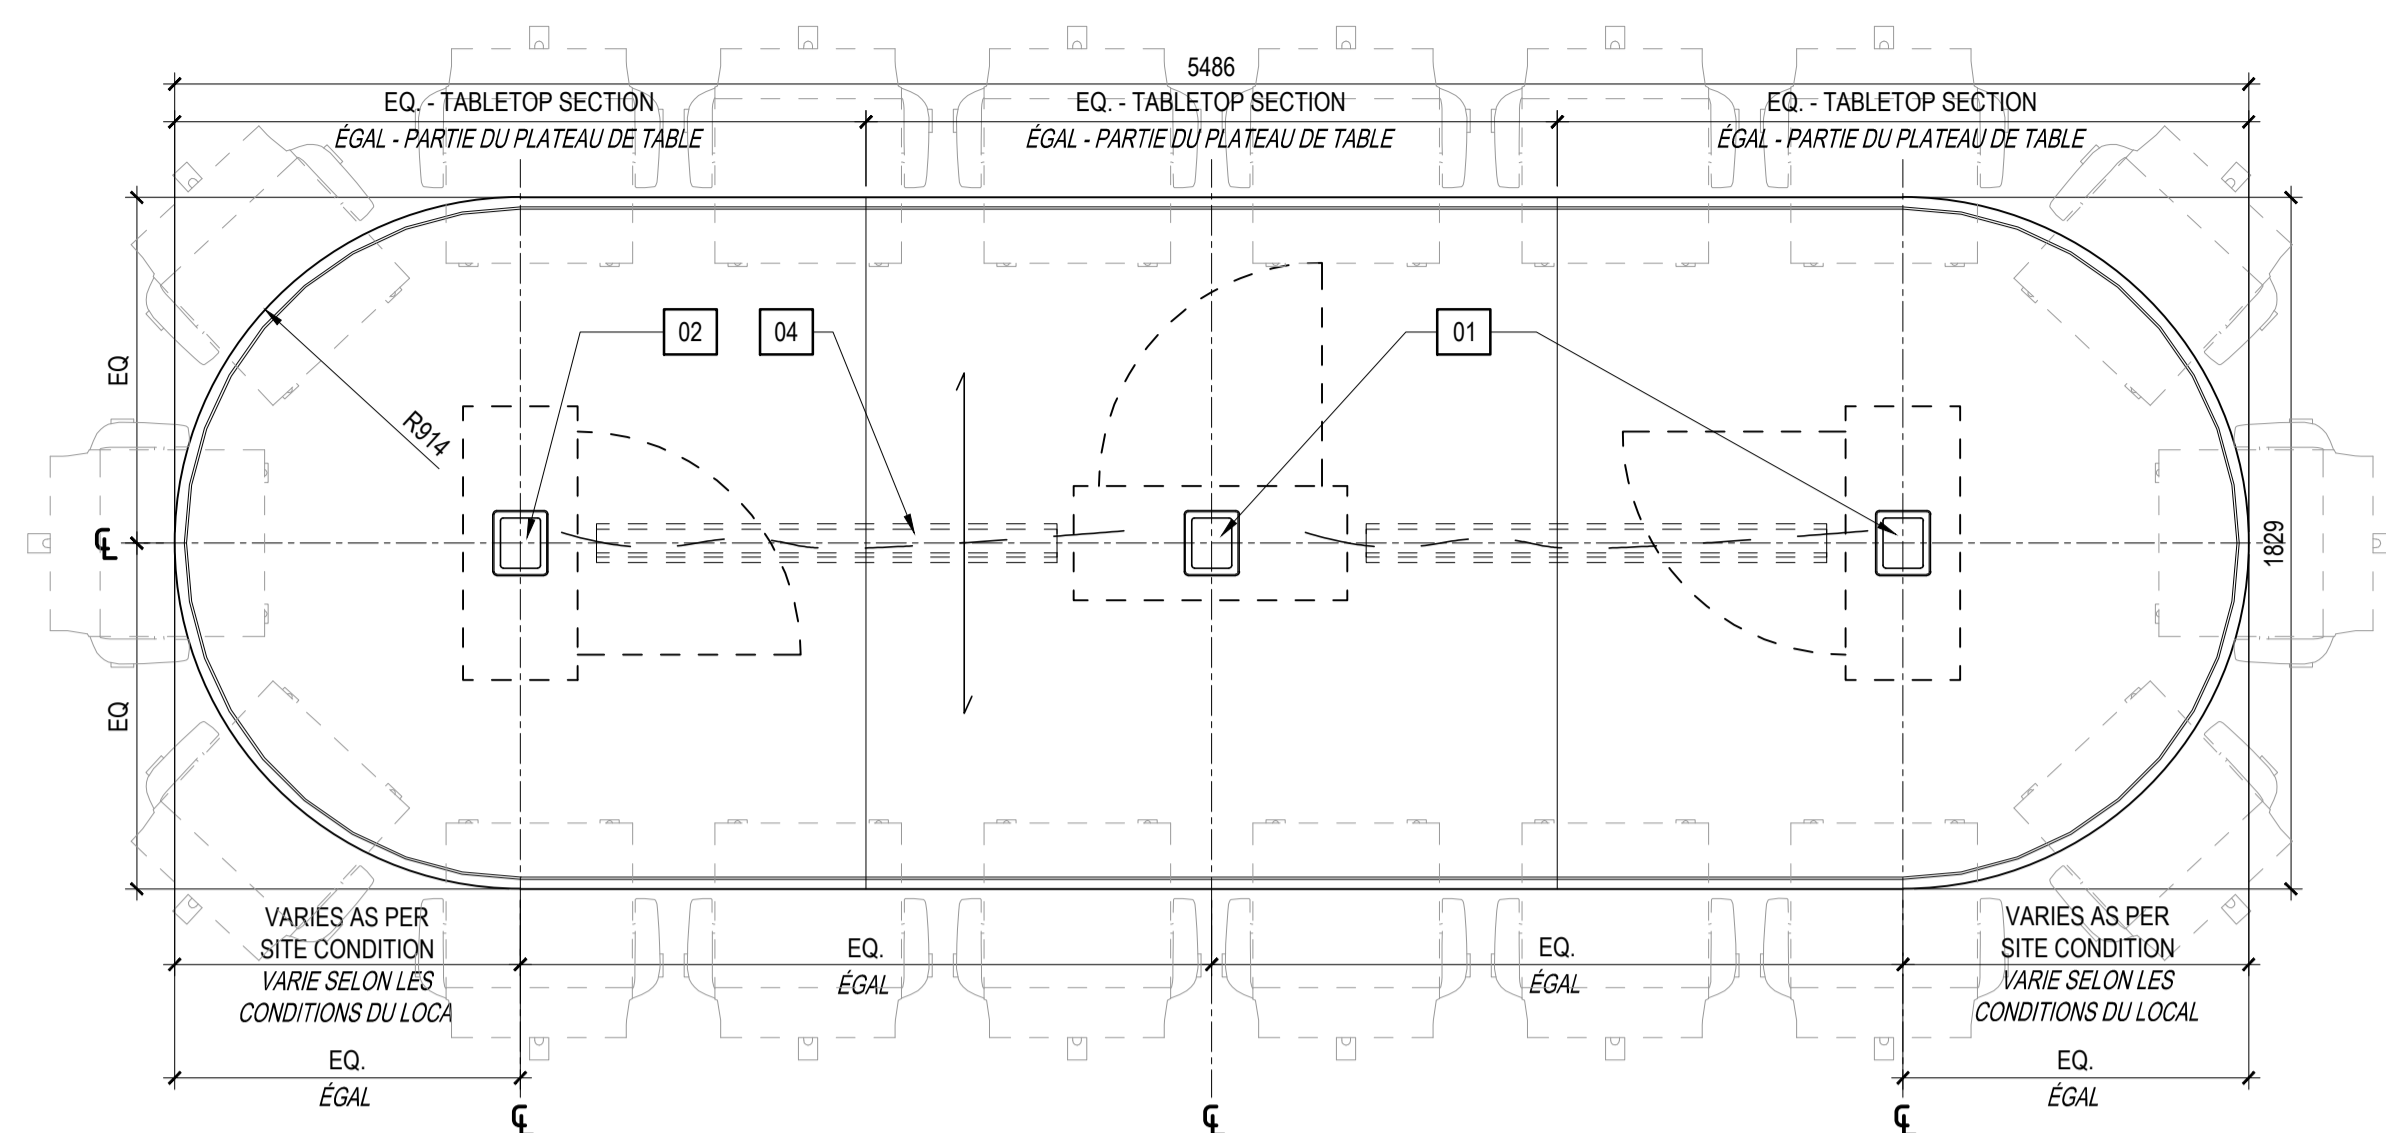 5486
EQ. - TABLETOP SECTION
ÉGAL - PARTIE DU PLATEAU DE TABLE
EQ. - TABLETOP SECTION
ÉGAL - PARTIE DU PLATEAU DE TABLE
EQ. - TABLETOP SECTION
ÉGAL - PARTIE DU PLATEAU DE TABLE
02
04
01
EQ
R914
℄
1829
EQ
VARIES AS PER
SITE CONDITION
VARIE SELON LES
CONDITIONS DU LOCA
EQ.
ÉGAL
EQ.
ÉGAL
VARIES AS PER
SITE CONDITION
VARIE SELON LES
CONDITIONS DU LOCAL
EQ.
ÉGAL
EQ.
ÉGAL
℄
℄
℄